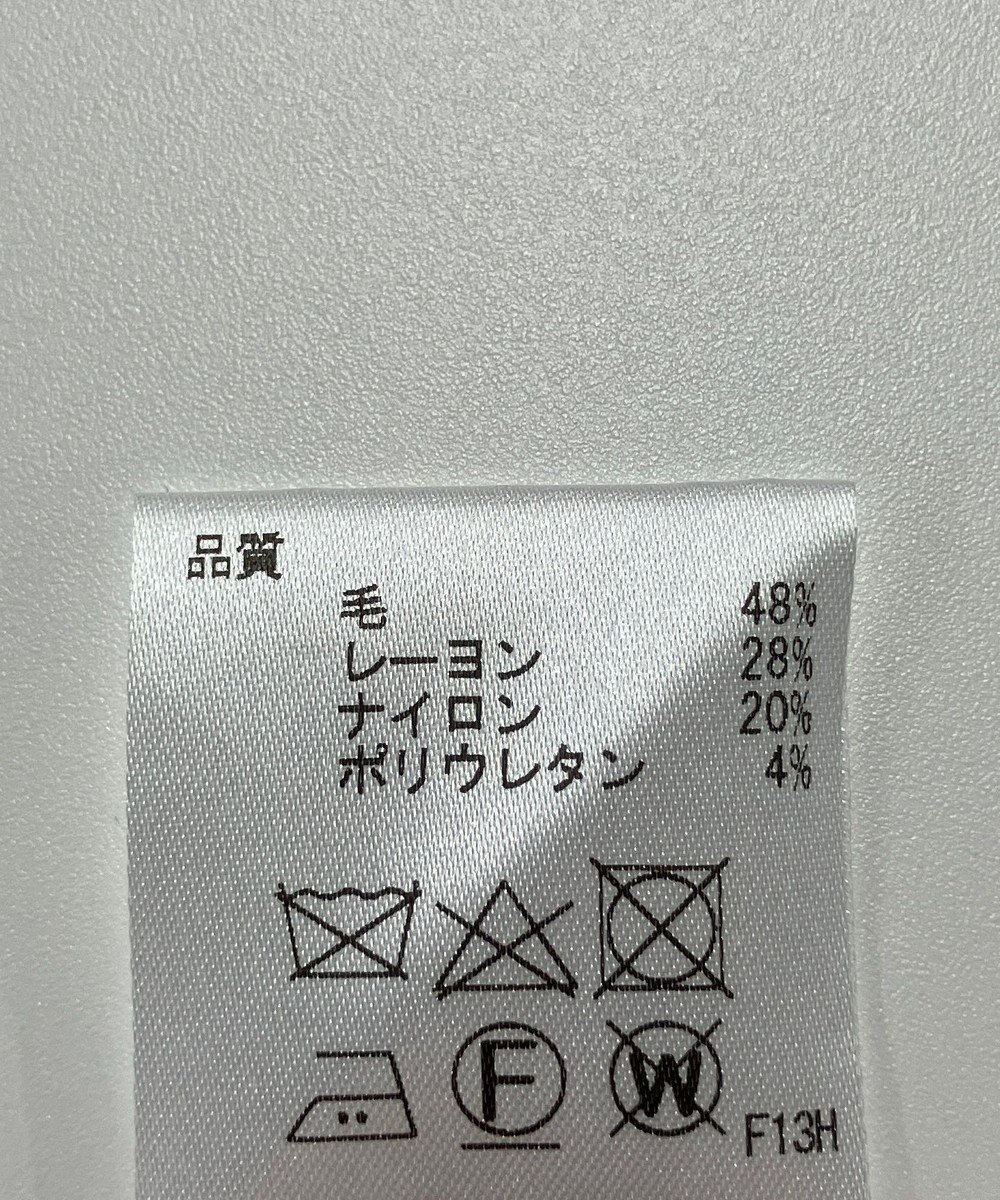 品質
毛 48%
レーヨン 28%
ナイロン 20%
ポリウレタン 4%
F W F13H